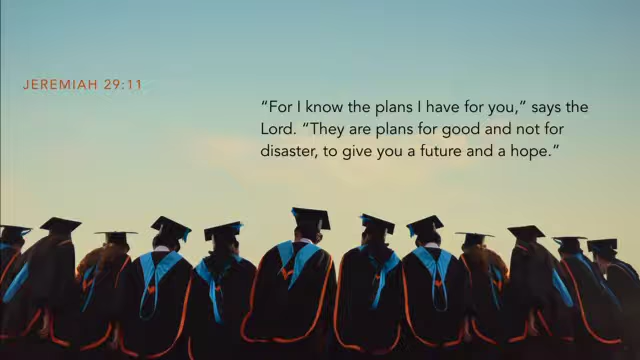 JEREMIAH 29:11
“For I know the plans I have for you,” says the
Lord. “They are plans for good and not for
disaster, to give you a future and a hope.”